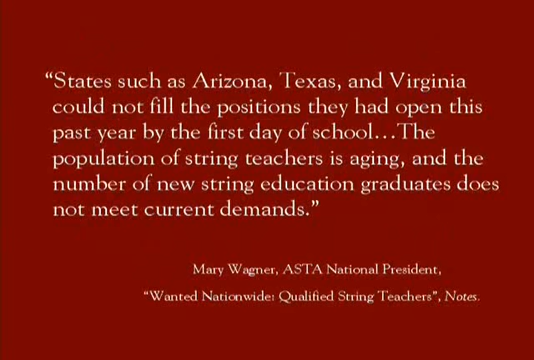 “States such as Arizona, Texas, and Virginia
could not fill the positions they had open this
past year by the first day of school…The
population of string teachers is aging, and the
number of new string education graduates does
not meet current demands.”
Mary Wagner, ASTA National President,
“Wanted Nationwide: Qualified String Teachers”, Notes.